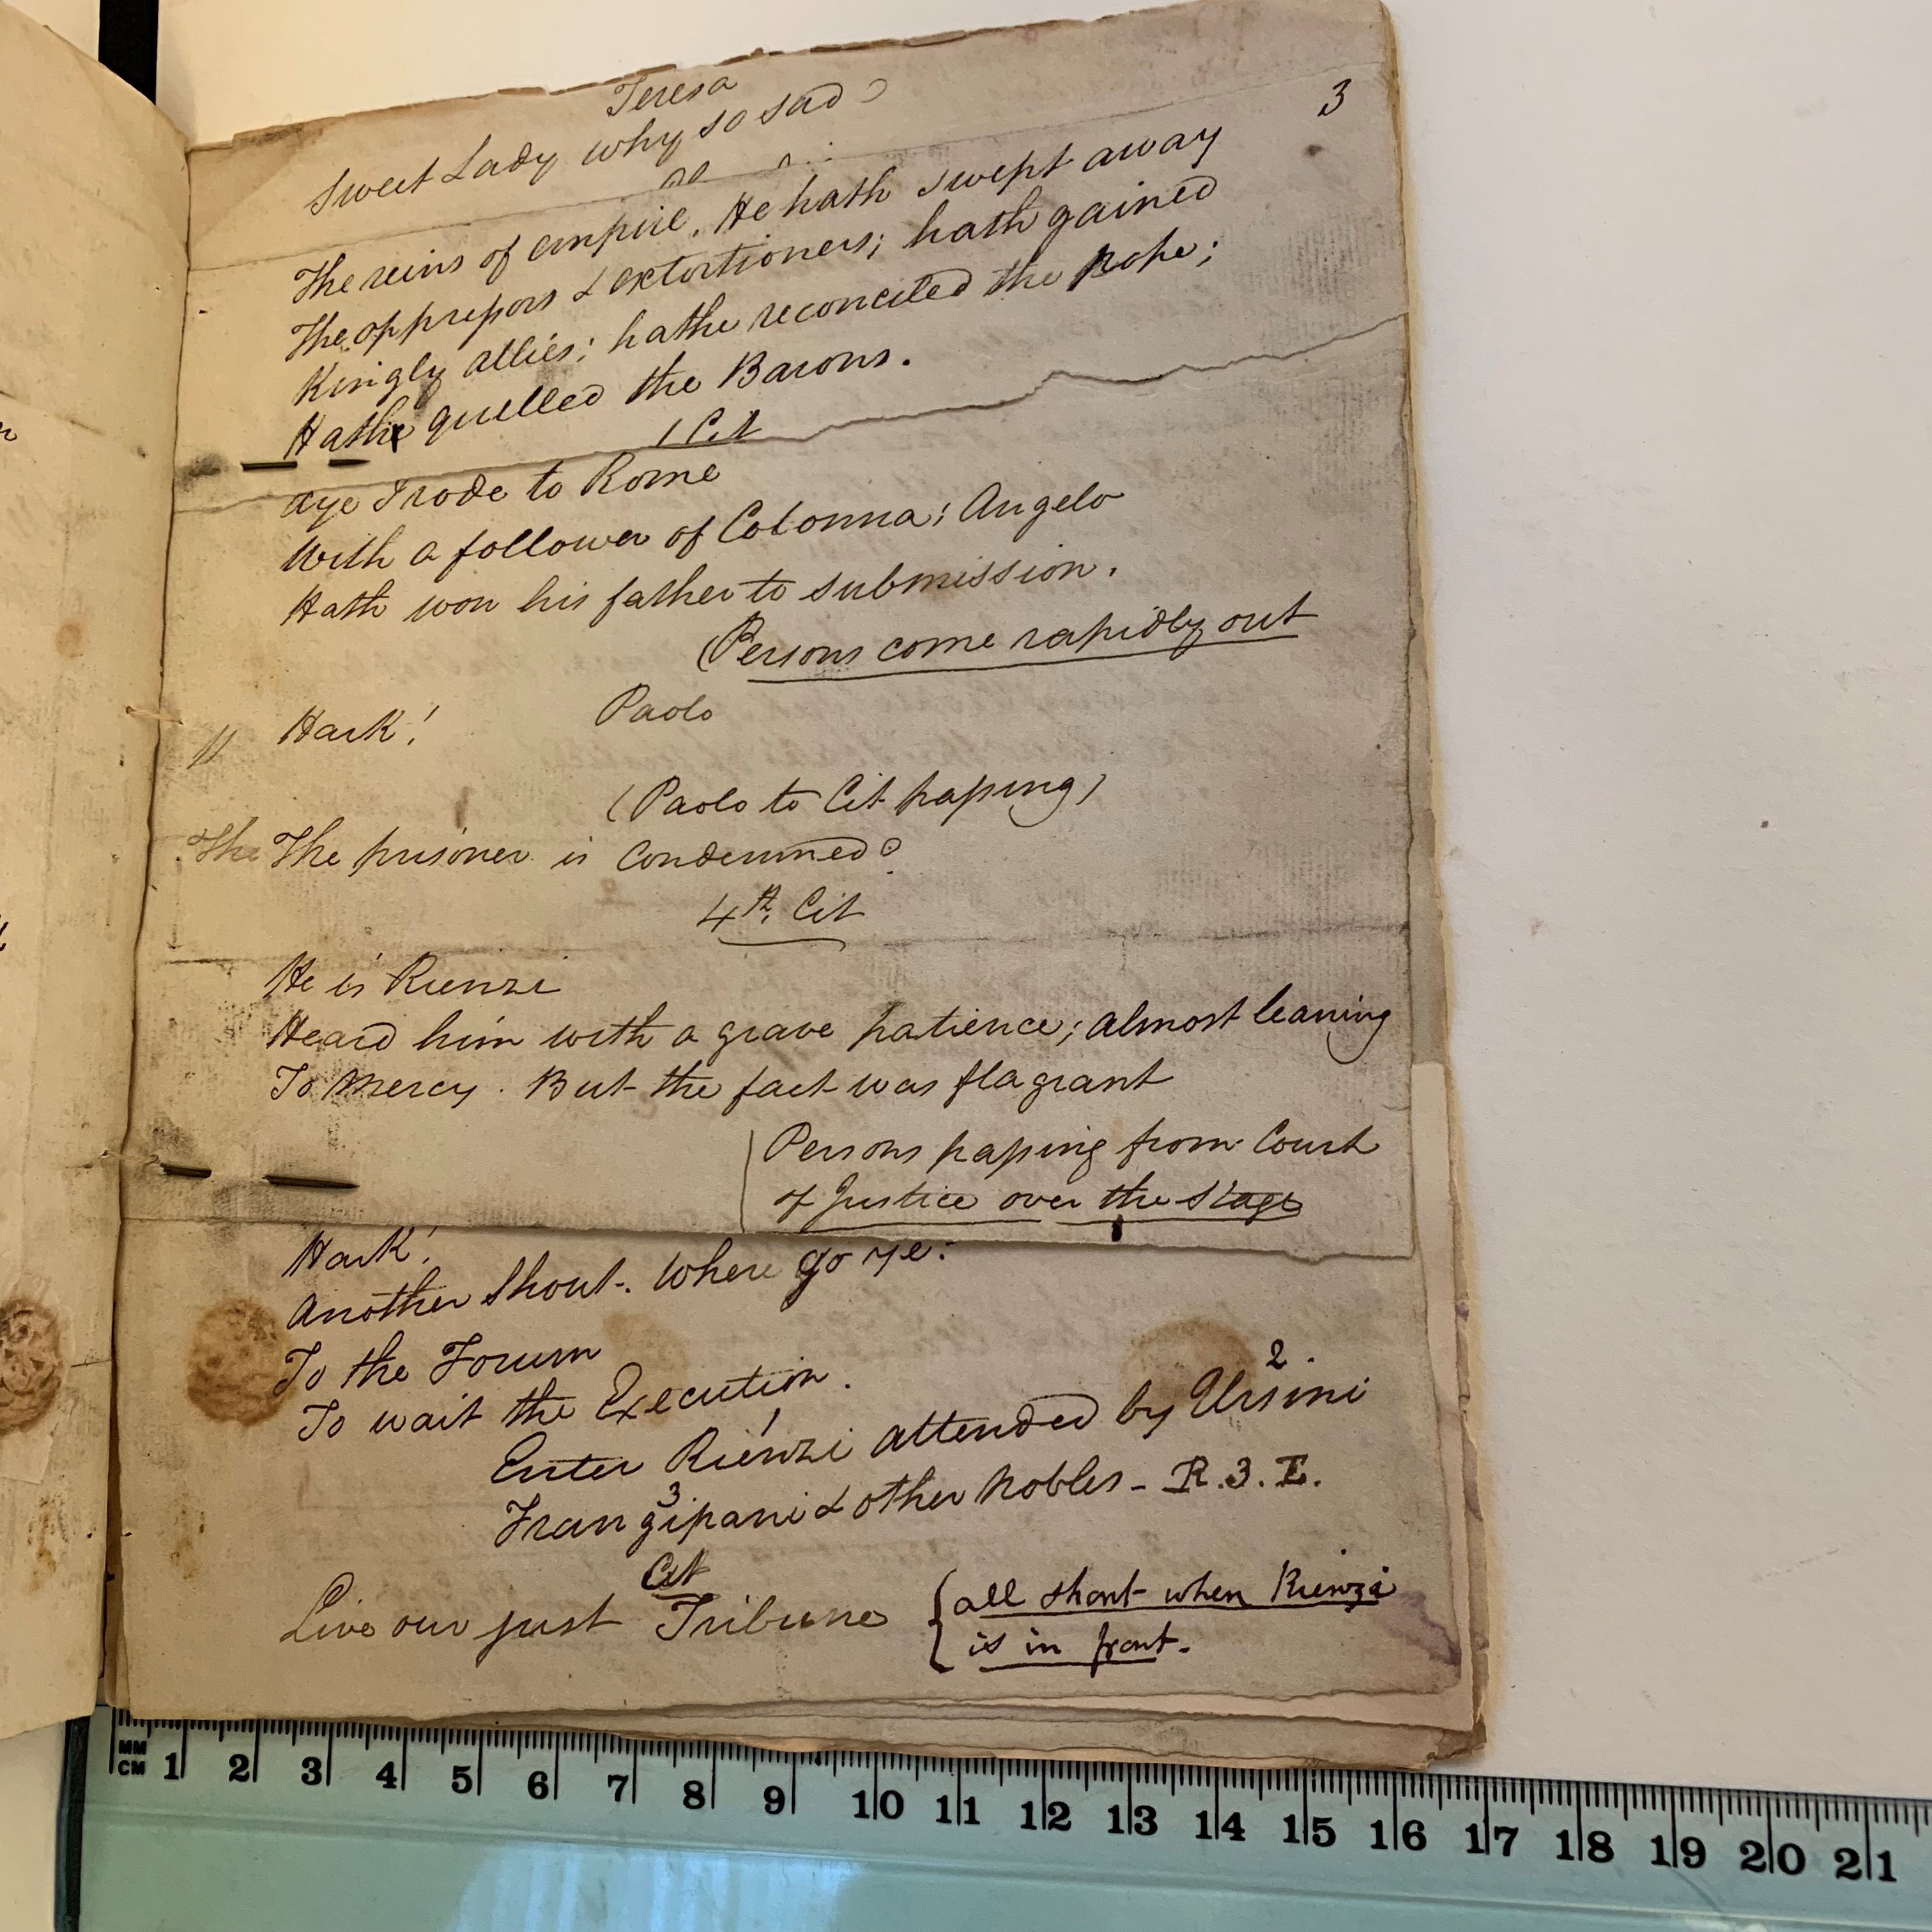 3
Teresa
Sweet Lady why so sad?
The reins of empire. He hath swept away
The oppressors & extortioners; hath gained
Kingly allies; hathe reconciled the Pope;
Hathe quelled the Barons.
1 Cit
Aye I rode to Rome
With a follower of Colonna; Angelo
Hath won his father to submission.
(Persons come rapidly out
Paolo
Hark!
(Paolo to Cit passing)
The The prisoner is Condemned?
4th. Cit
He is Rienzi
Heard him with a grave patience; almost leaning
To Mercy. But the fact was flagrant
Persons passing from Court
of Justice over the Stage
Hark!
Another Shout. Where go ye:
To the Forum
To wait the Execution.
Enter Rienzi attended by Ursini
1 2.
Frangipani & other Nobles - R.3.E.
3
Cit
Live our just Tribune {all shout when Rienzi
is in front.
MM
CM 1 2 3 4 5 6 7 8 9 10 11 12 13 14 15 16 17 18 19 20 21